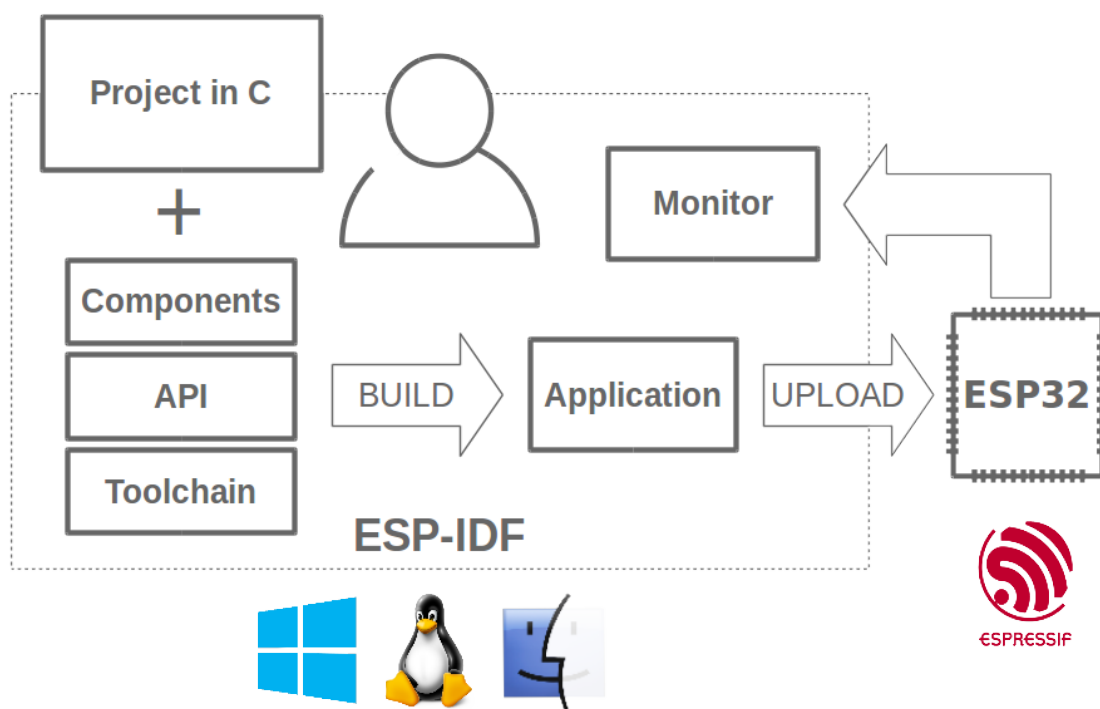 Project in C
+
Components
API
Toolchain
BUILD
Application
UPLOAD
Monitor
ESP32
ESP-IDF
ESPRESSIF